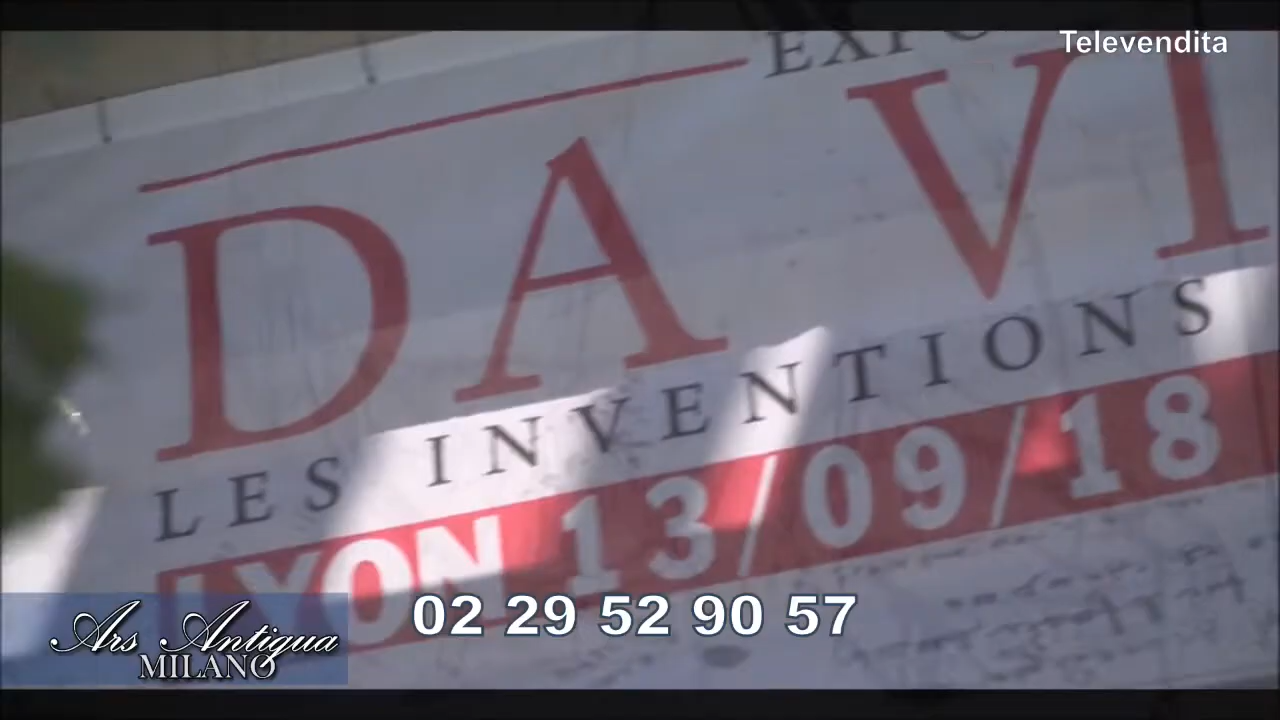 Televendita
EXPO
DA VI
LES INVENTIONS
LYON 13/09/18
02 29 52 90 57
Ars Antiqua
MILANO